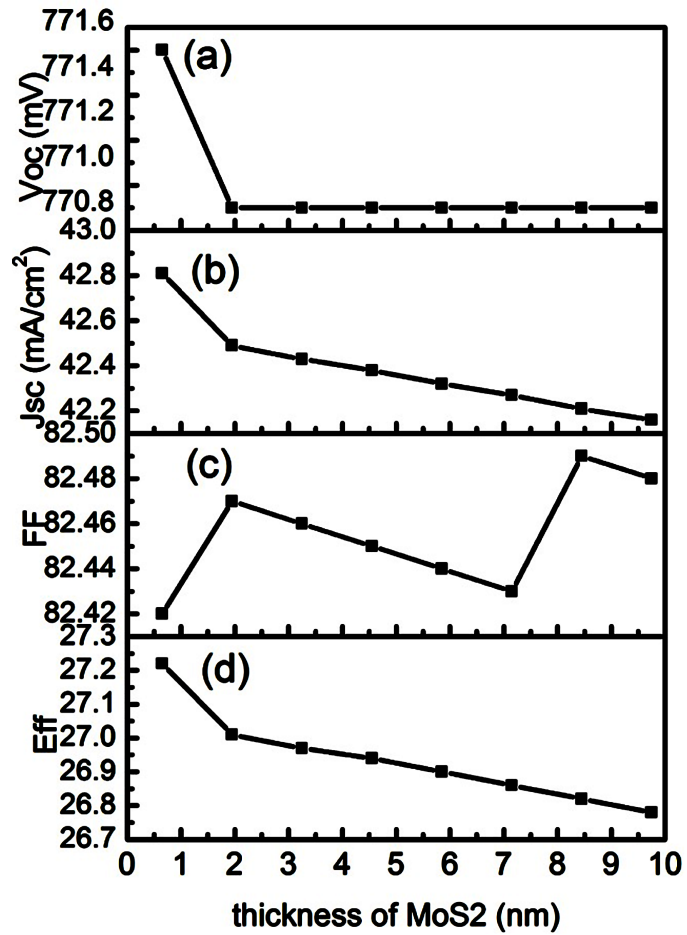 771.6
(a)
771.4
771.2
771.0
770.8
Voc (mV)
43.0
(b)
42.8
42.6
42.4
42.2
Jsc (mA/cm²)
82.50
(c)
82.48
82.46
82.44
82.42
FF
27.3
(d)
27.2
27.1
27.0
26.9
26.8
26.7
Eff
0 1 2 3 4 5 6 7 8 9 10
thickness of MoS2 (nm)